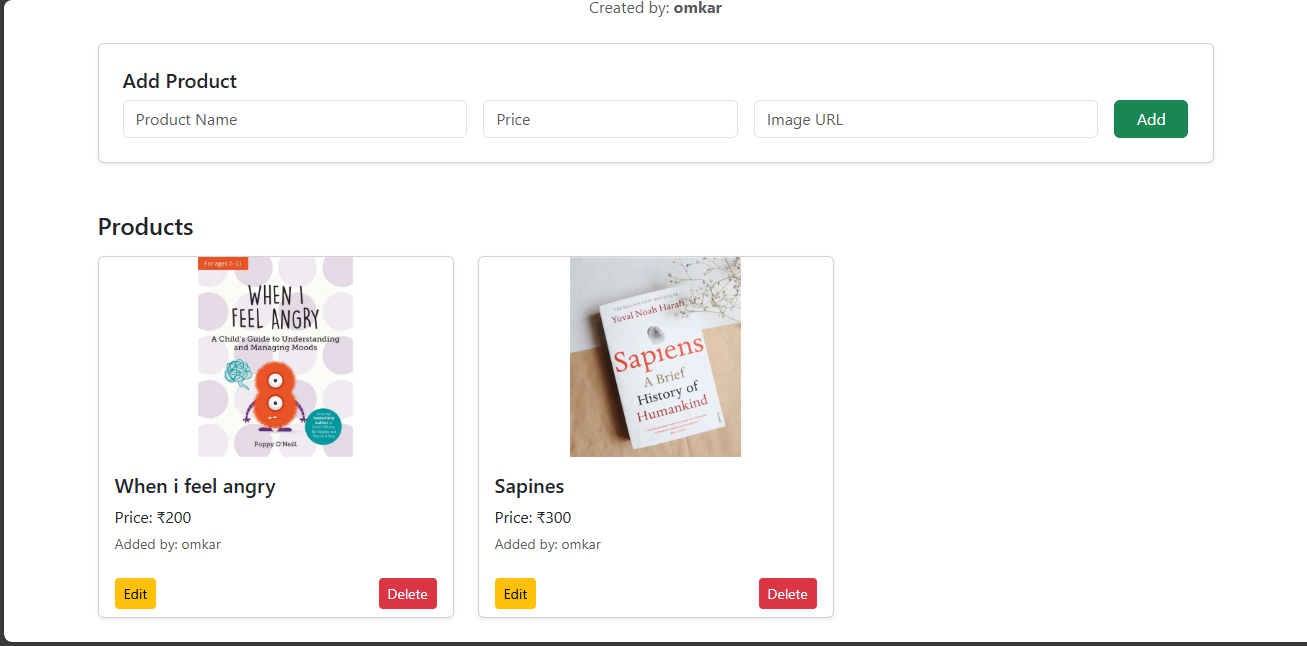 Created by: omkar
Add Product
Product Name
Price
Image URL
Add
Products
For ages 7-11
WHEN I
FEEL ANGRY
A Child's Guide to Understanding
and Managing Moods
Poppy O'Neill
Yuval Noah Harari
Sapiens
A Brief
History of
Humankind
When i feel angry
Price: ₹200
Added by: omkar
Edit
Delete
Sapines
Price: ₹300
Added by: omkar
Edit
Delete